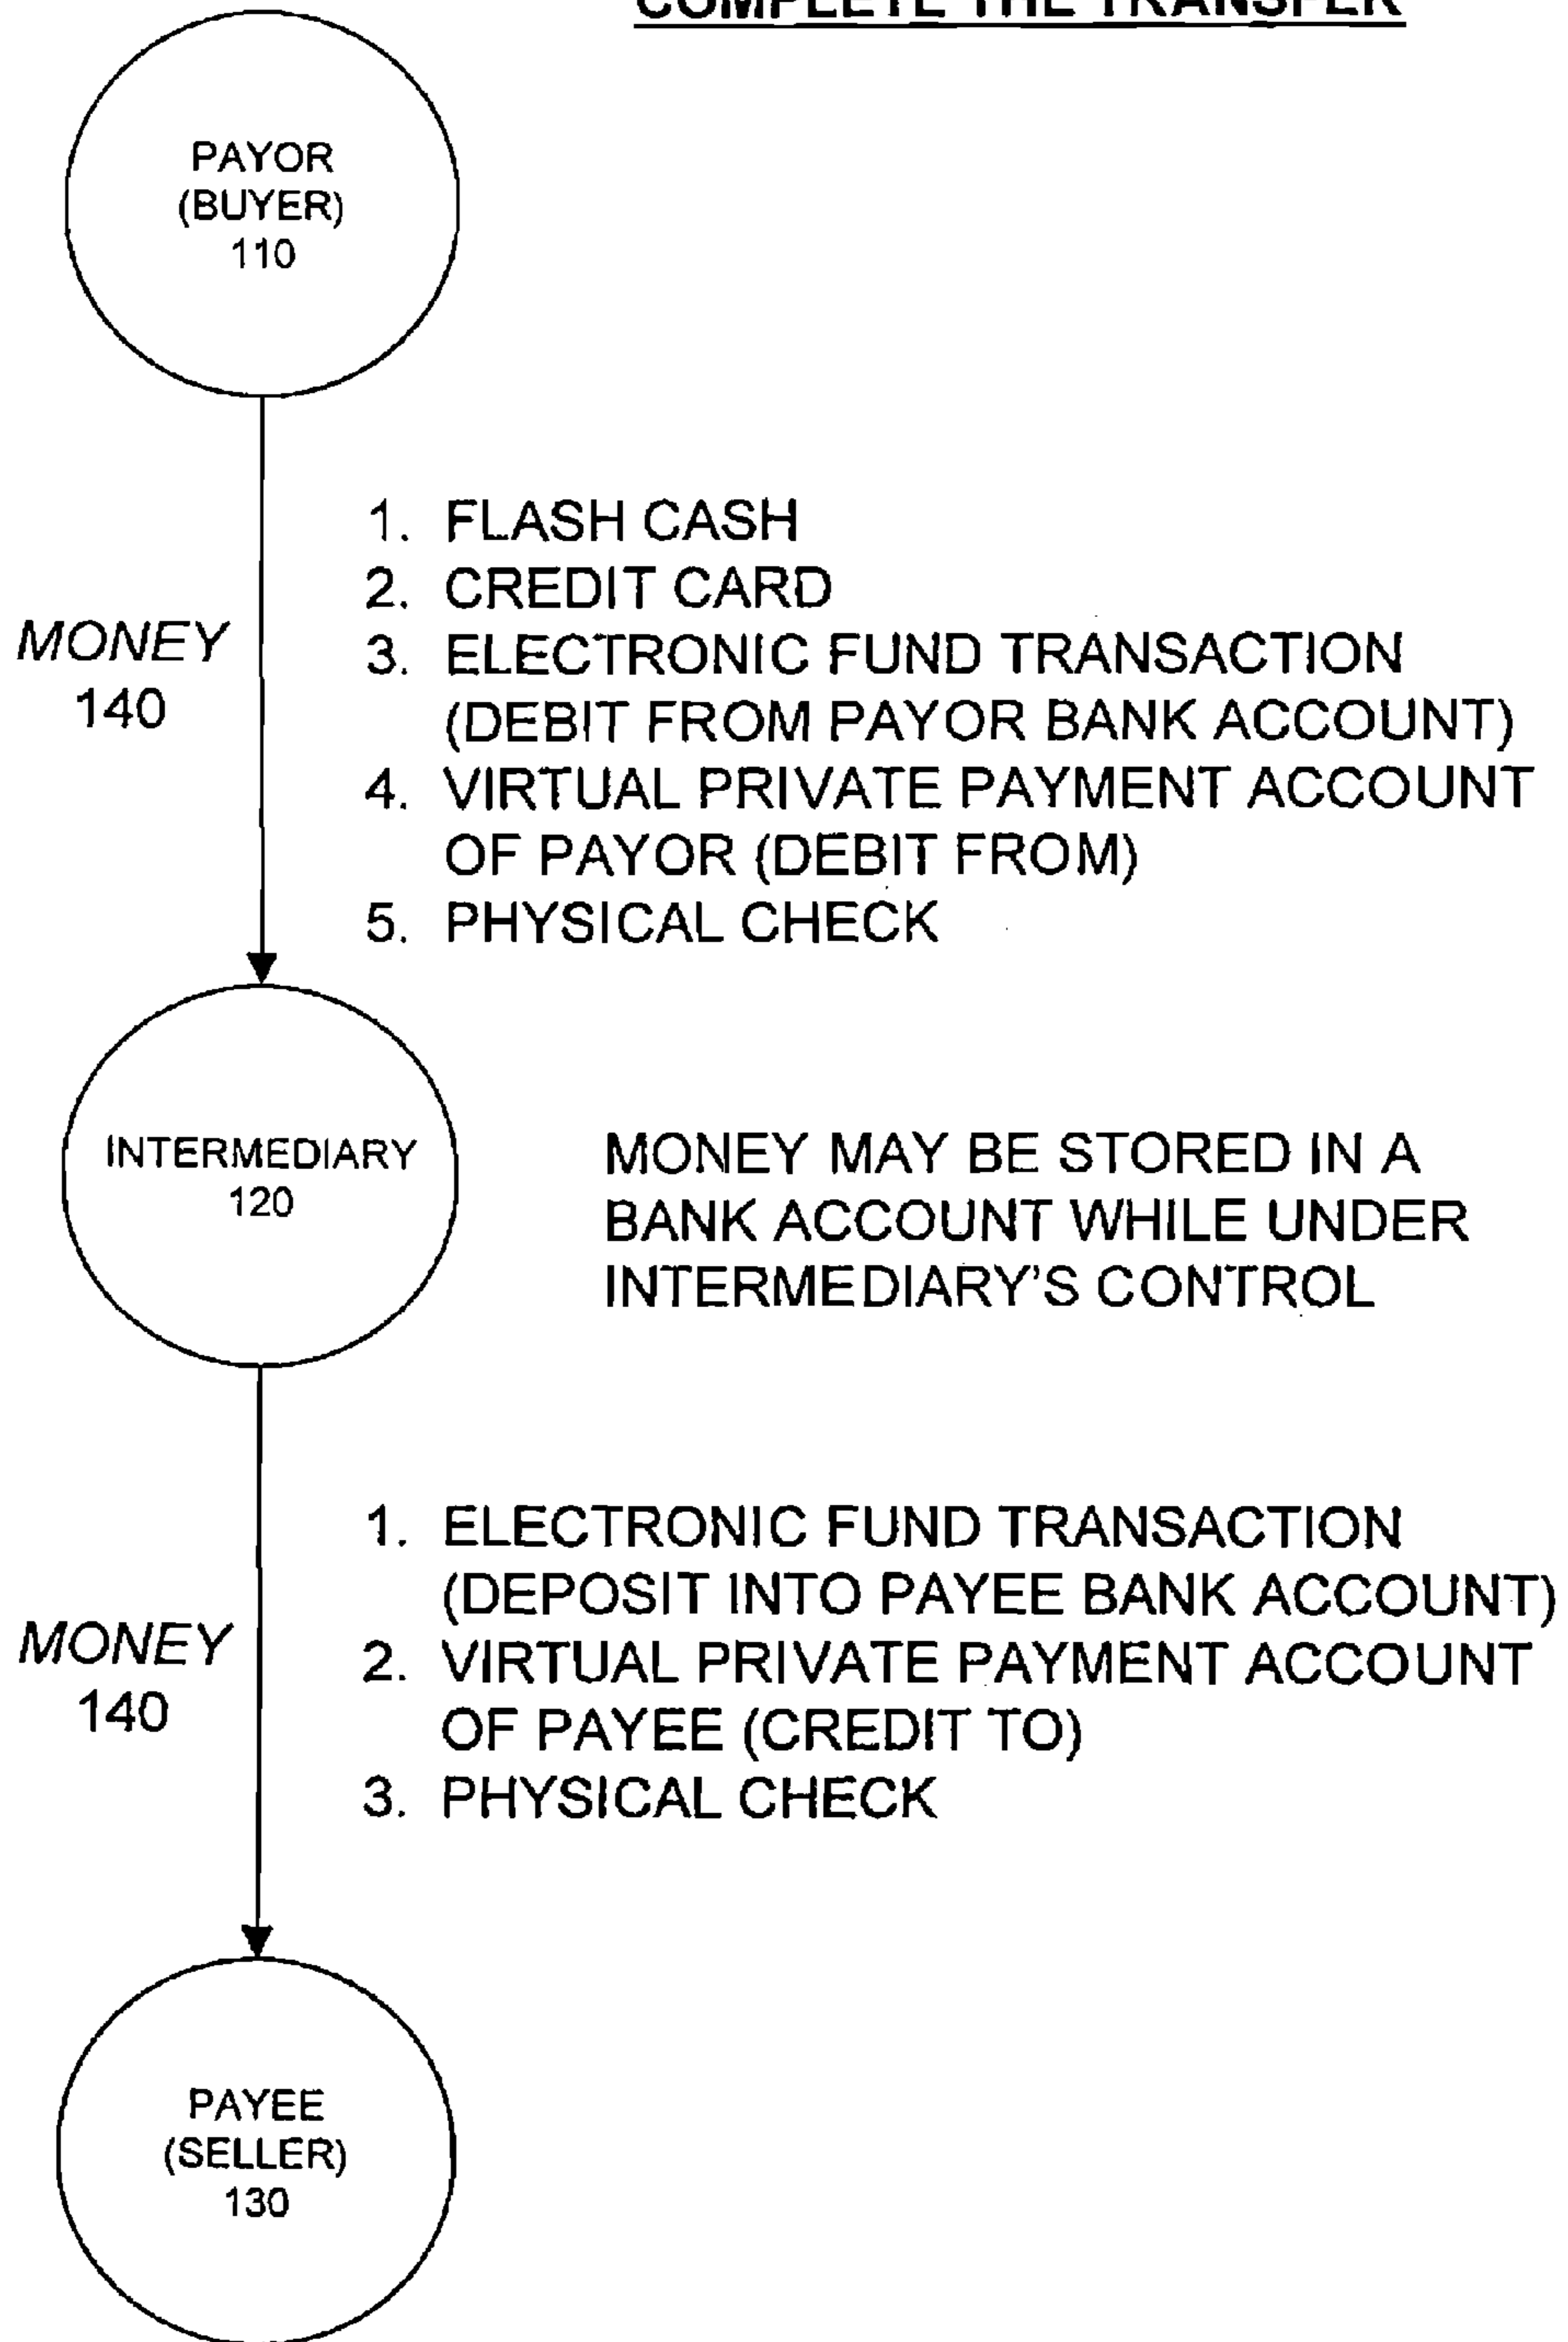 COMPLETE THE TRANSFER
PAYOR
(BUYER)
110
MONEY
140
1. FLASH CASH
2. CREDIT CARD
3. ELECTRONIC FUND TRANSACTION
(DEBIT FROM PAYOR BANK ACCOUNT)
4. VIRTUAL PRIVATE PAYMENT ACCOUNT
OF PAYOR (DEBIT FROM)
5. PHYSICAL CHECK
INTERMEDIARY
120
MONEY MAY BE STORED IN A
BANK ACCOUNT WHILE UNDER
INTERMEDIARY'S CONTROL
MONEY
140
1. ELECTRONIC FUND TRANSACTION
(DEPOSIT INTO PAYEE BANK ACCOUNT)
2. VIRTUAL PRIVATE PAYMENT ACCOUNT
OF PAYEE (CREDIT TO)
3. PHYSICAL CHECK
PAYEE
(SELLER)
130